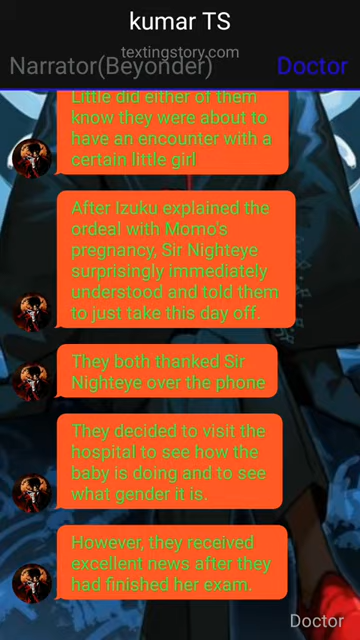 kumar TS
textingstory.com
Narrator(Beyonder)
Doctor
Little did either of them
know they were about to
have an encounter with a
certain little girl
After Izuku explained the
ordeal with Momo's
pregnancy, Sir Nighteye
surprisingly immediately
understood and told them
to just take this day off.
They both thanked Sir
Nighteye over the phone
They decided to visit the
hospital to see how the
baby is doing and to see
what gender it is.
However, they received
excellent news after they
had finished her exam.
Doctor